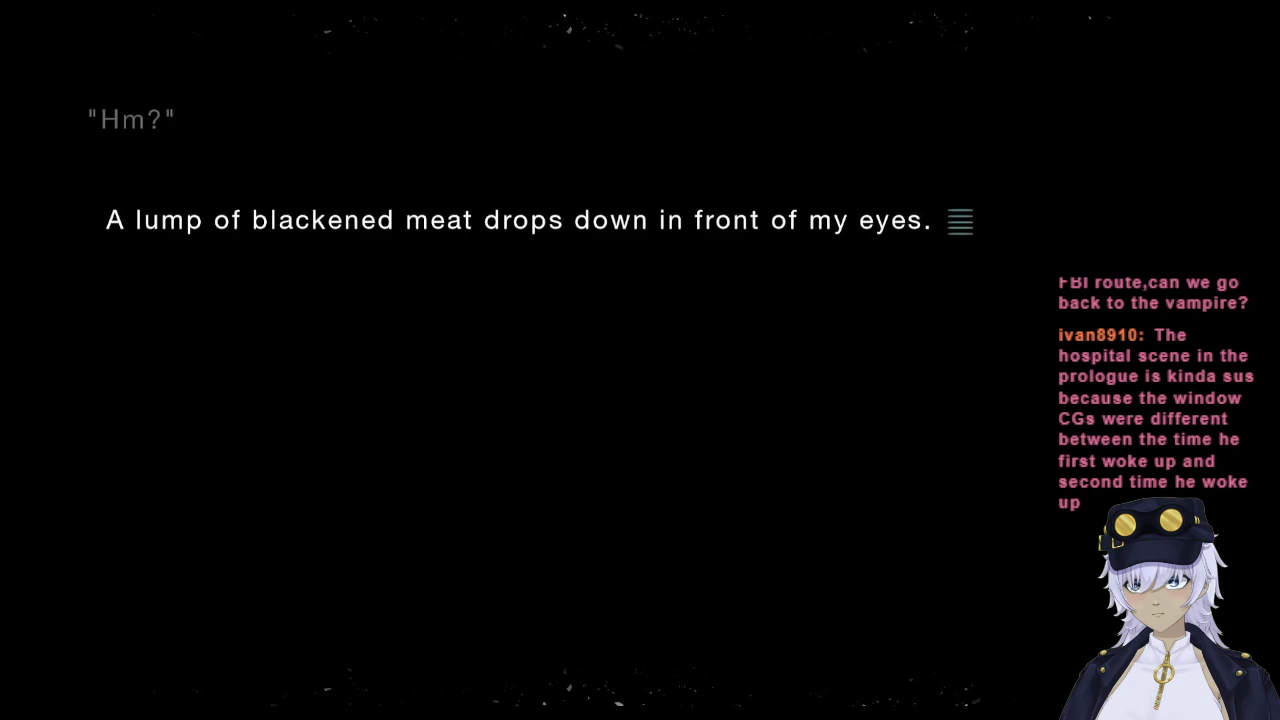 "Hm?"
A lump of blackened meat drops down in front of my eyes.
FBI route,can we go
back to the vampire?
ivan8910: The
hospital scene in the
prologue is kinda sus
because the window
CGs were different
between the time he
first woke up and
second time he woke
up